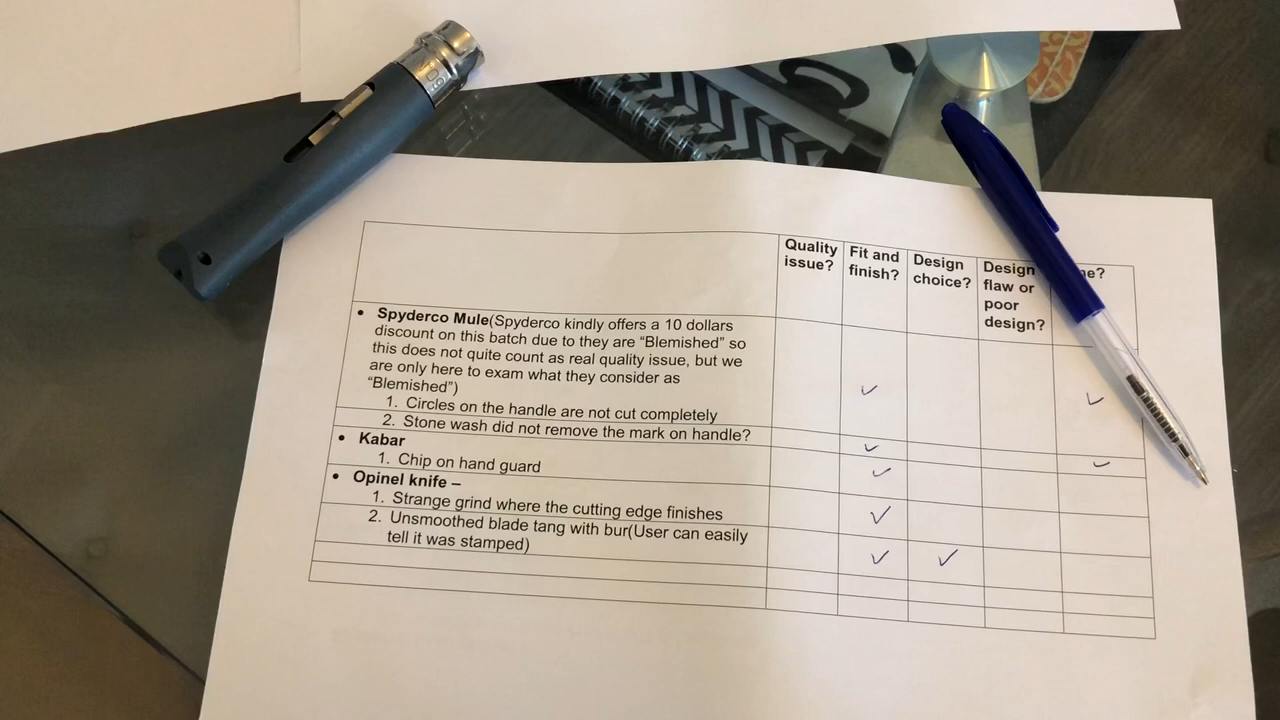 Quality issue?
Fit and finish?
Design choice?
Design flaw or poor design?
Spyderco Mule(Spyderco kindly offers a 10 dollars
discount on this batch due to they are “Blemished” so
this does not quite count as real quality issue, but we
are only here to exam what they consider as
“Blemished”)
1. Circles on the handle are not cut completely
2. Stone wash did not remove the mark on handle?
Kabar
1. Chip on hand guard
Opinel knife –
1. Strange grind where the cutting edge finishes
2. Unsmoothed blade tang with bur(User can easily
tell it was stamped)